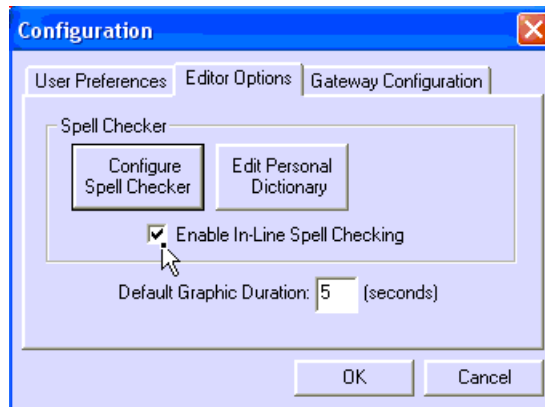 Configuration
User Preferences Editor Options Gateway Configuration
Spell Checker
Configure Edit Personal
Spell Checker Dictionary
Enable In-Line Spell Checking
Default Graphic Duration: 5 (seconds)
OK Cancel